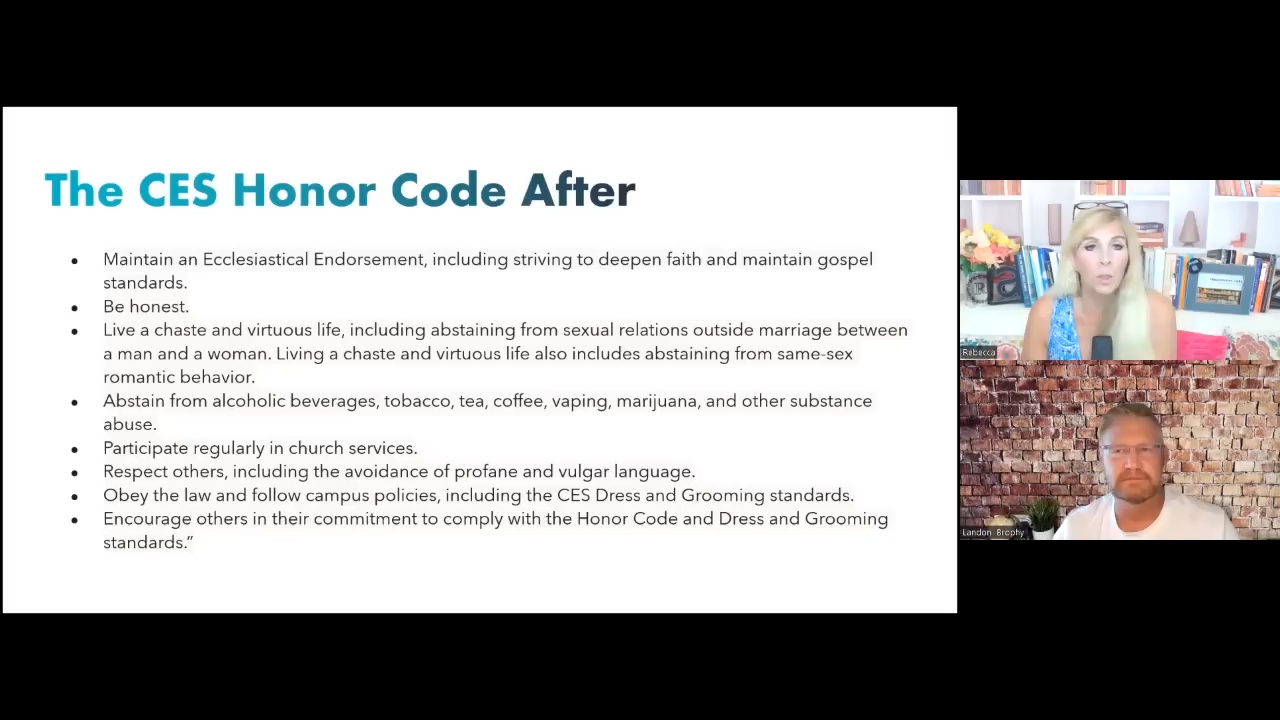 The CES Honor Code After
• Maintain an Ecclesiastical Endorsement, including striving to deepen faith and maintain gospel
standards.
• Be honest.
• Live a chaste and virtuous life, including abstaining from sexual relations outside marriage between
a man and a woman. Living a chaste and virtuous life also includes abstaining from same-sex
romantic behavior.
• Abstain from alcoholic beverages, tobacco, tea, coffee, vaping, marijuana, and other substance
abuse.
• Participate regularly in church services.
• Respect others, including the avoidance of profane and vulgar language.
• Obey the law and follow campus policies, including the CES Dress and Grooming standards.
• Encourage others in their commitment to comply with the Honor Code and Dress and Grooming
standards.”
Rebecca
Landon Brophy